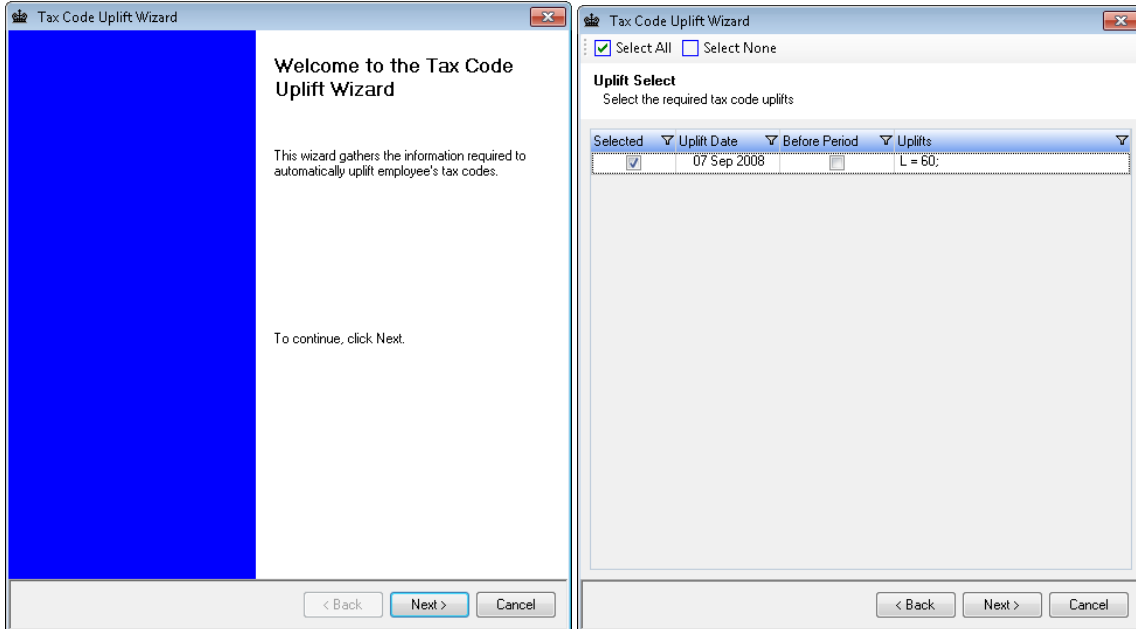 Tax Code Uplift Wizard
Welcome to the Tax Code
Uplift Wizard
This wizard gathers the information required to
automatically uplift employee's tax codes.
To continue, click Next.
< Back Next > Cancel
Tax Code Uplift Wizard
Select All Select None
Uplift Select
Select the required tax code uplifts
Selected Uplift Date Before Period Uplifts
07 Sep 2008 L = 60;
< Back Next > Cancel